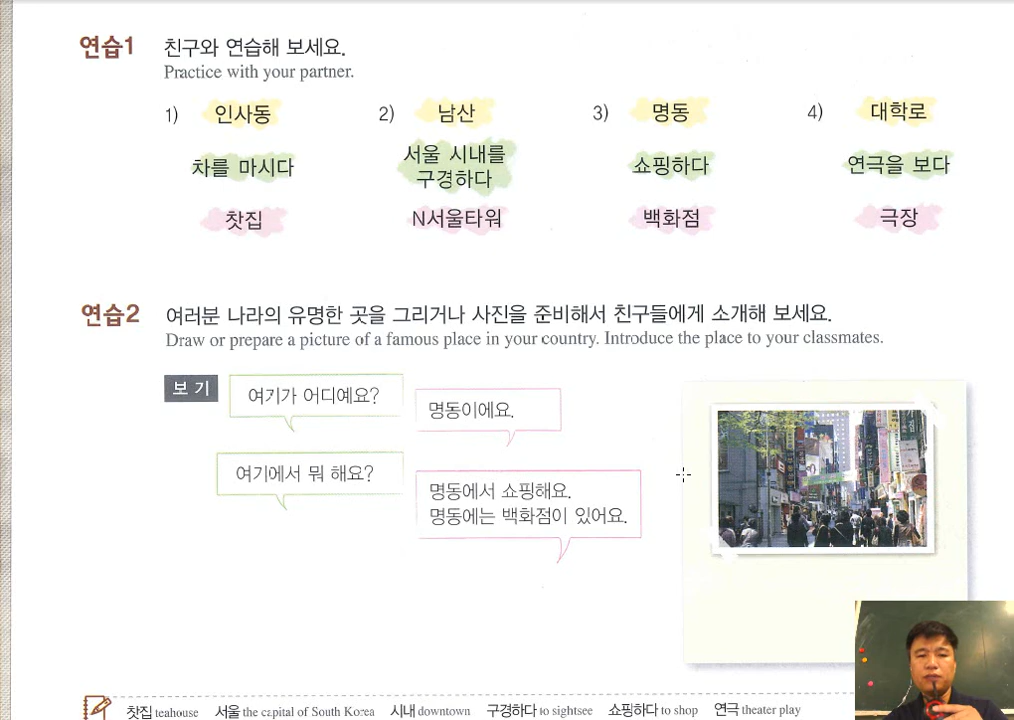 연습1 친구와 연습해 보세요.
Practice with your partner.
1) 인사동 2) 남산 3) 명동 4) 대학로
차를 마시다 서울 시내를 구경하다 쇼핑하다 연극을 보다
찻집 N서울타워 백화점 극장
연습2 여러분 나라의 유명한 곳을 그리거나 사진을 준비해서 친구들에게 소개해 보세요.
Draw or prepare a picture of a famous place in your country. Introduce the place to your classmates.
보기 여기가 어디예요?
명동이에요.
여기에서 뭐 해요?
명동에서 쇼핑해요.
명동에는 백화점이 있어요.
찻집 teahouse 서울 the capital of South Korea 시내 downtown 구경하다 to sightsee 쇼핑하다 to shop 연극 theater play